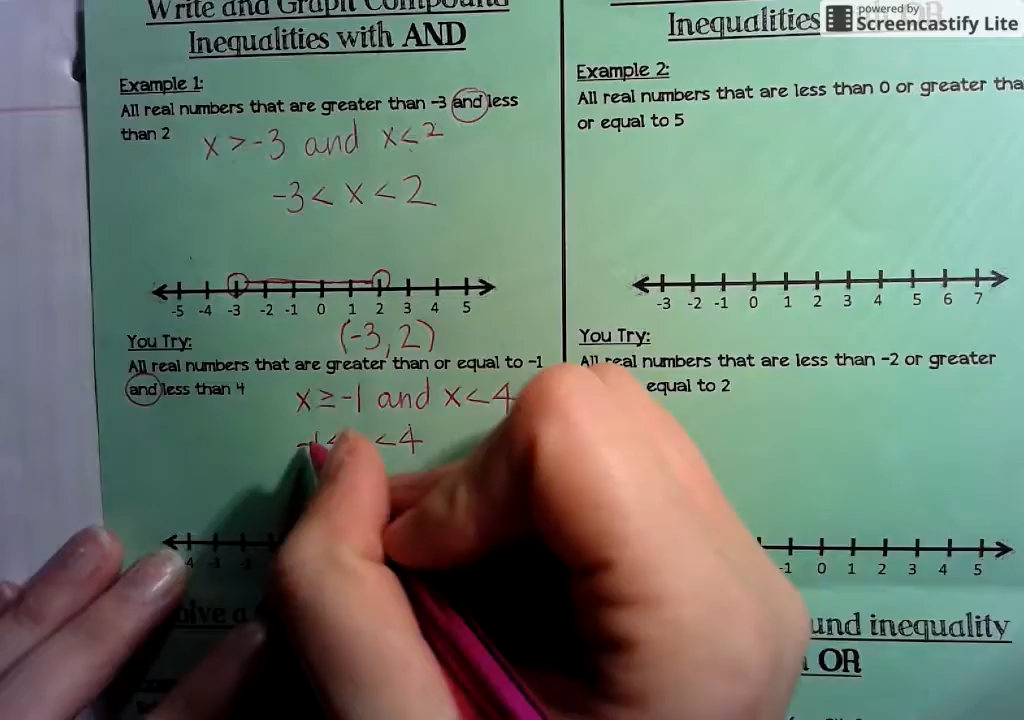 Write and Graph Compound
Inequalities with AND
Example 1:
All real numbers that are greater than -3 and less
than 2
x > -3 and x < 2
-3 < x < 2
-5 -4 -3 -2 -1 0 1 2 3 4 5
(-3, 2)
You Try:
All real numbers that are greater than or equal to -1
and less than 4
x ≥ -1 and x < 4
< 4
Inequalities
powered by
Screencastify Lite
Example 2:
All real numbers that are less than 0 or greater tha
or equal to 5
-3 -2 -1 0 1 2 3 4 5 6 7
You Try:
All real numbers that are less than -2 or greater
equal to 2
-1 0 1 2 3 4 5
und inequality
OR